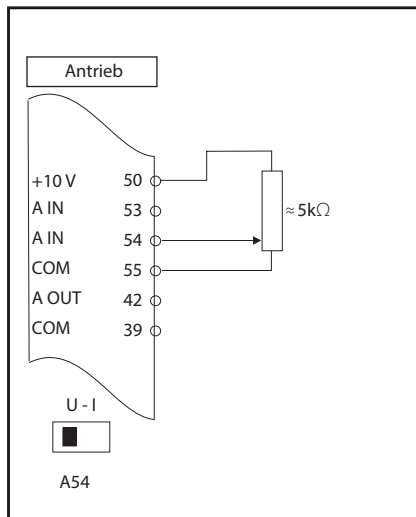 Antrieb
+10 V 50
A IN 53
A IN 54
COM 55
A OUT 42
COM 39
≈ 5kΩ
U - I
A54